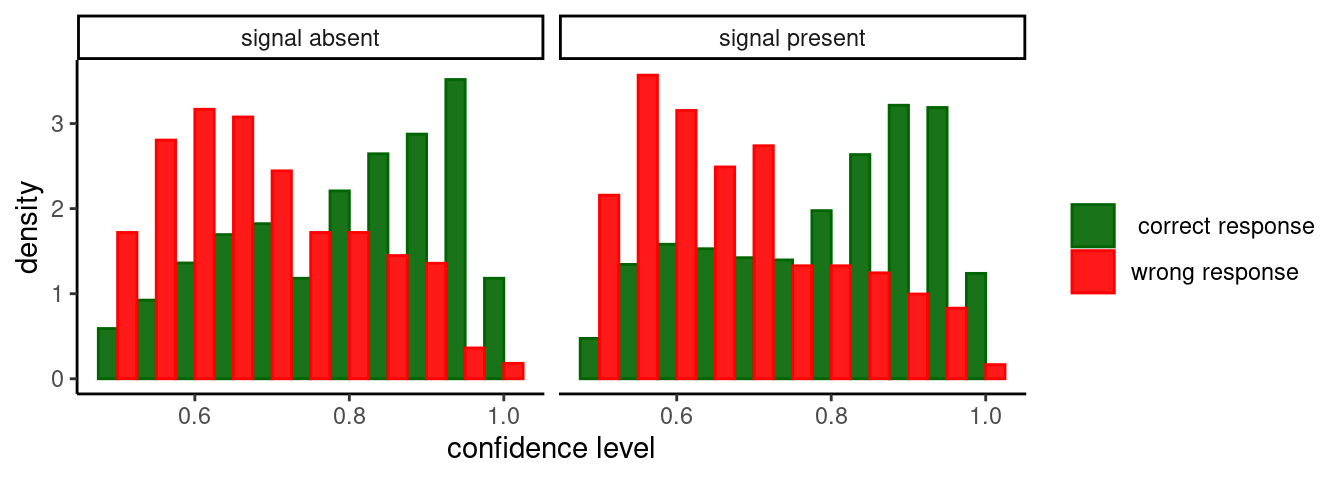 signal absent
signal present
density
3
2
1
0
0.6
0.8
1.0
0.6
0.8
1.0
confidence level
correct response
wrong response